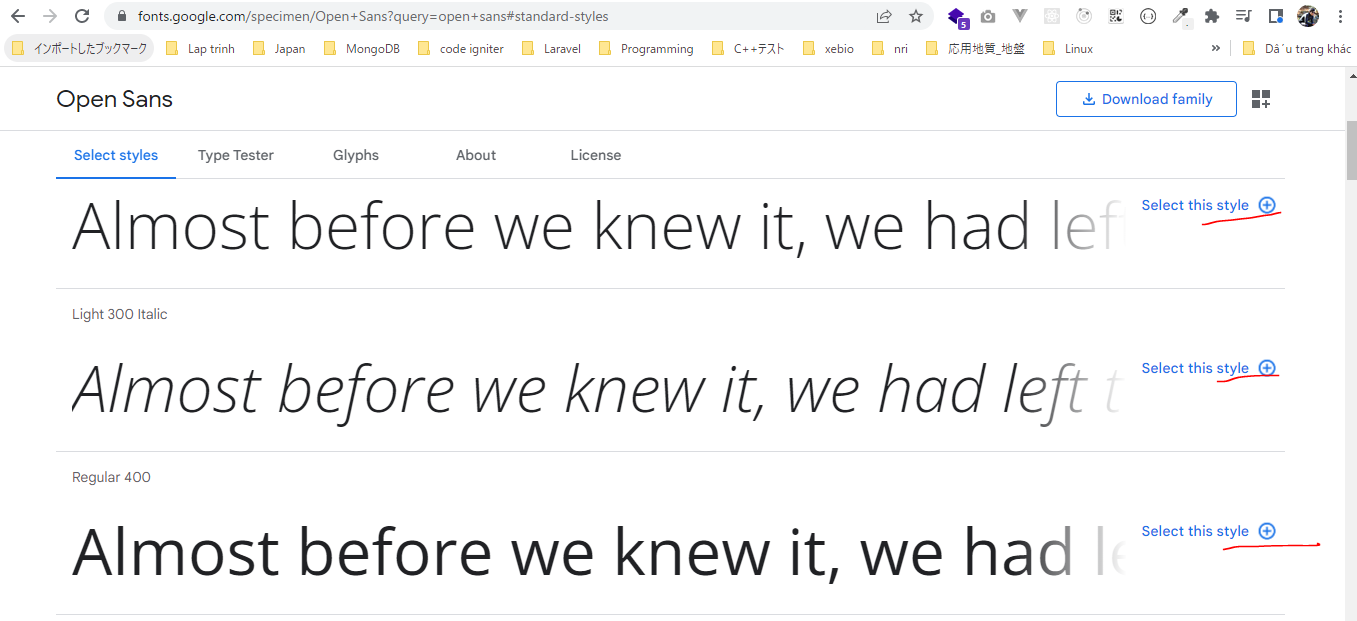 fonts.google.com/specimen/Open+Sans?query=open+sans#standard-styles
5
インポートしたブックマーク Lap trinh Japan MongoDB code igniter Laravel Programming C++テスト xebio nri 応用地質_地盤 Linux » Dấu trang khác
Open Sans Download family
Select styles Type Tester Glyphs About License
Almost before we knew it, we had left Select this style
Light 300 Italic
Almost before we knew it, we had left t Select this style
Regular 400
Almost before we knew it, we had le Select this style